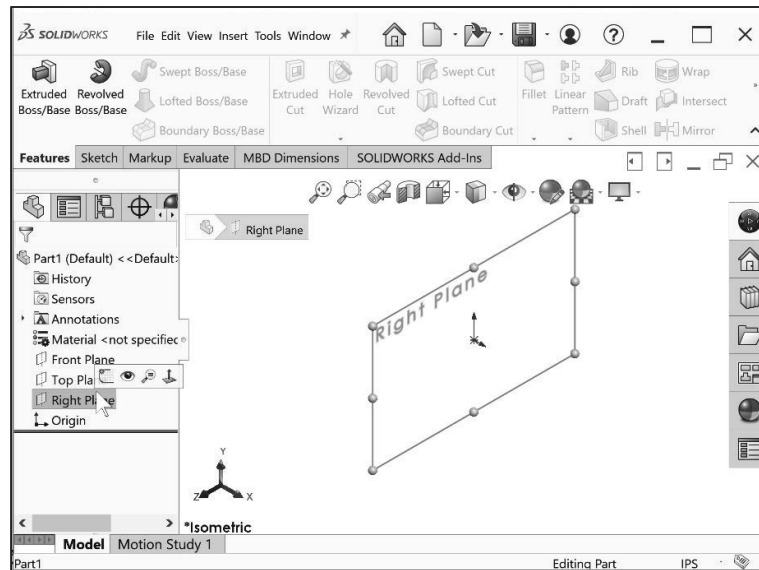 SOLIDWORKS File Edit View Insert Tools Window
Extruded Boss/Base
Revolved Boss/Base
Swept Boss/Base
Lofted Boss/Base
Boundary Boss/Base
Extruded Cut
Hole Wizard
Revolved Cut
Swept Cut
Lofted Cut
Boundary Cut
Fillet
Linear Pattern
Rib
Draft
Shell
Wrap
Intersect
Mirror
Features Sketch Markup Evaluate MBD Dimensions SOLIDWORKS Add-Ins
Right Plane
Part1 (Default) <<Default:
History
Sensors
Annotations
Material <not specified
Front Plane
Top Pla
Right Plane
Origin
Right Plane
Y
Z X
*Isometric
Model Motion Study 1
Part1 Editing Part IPS